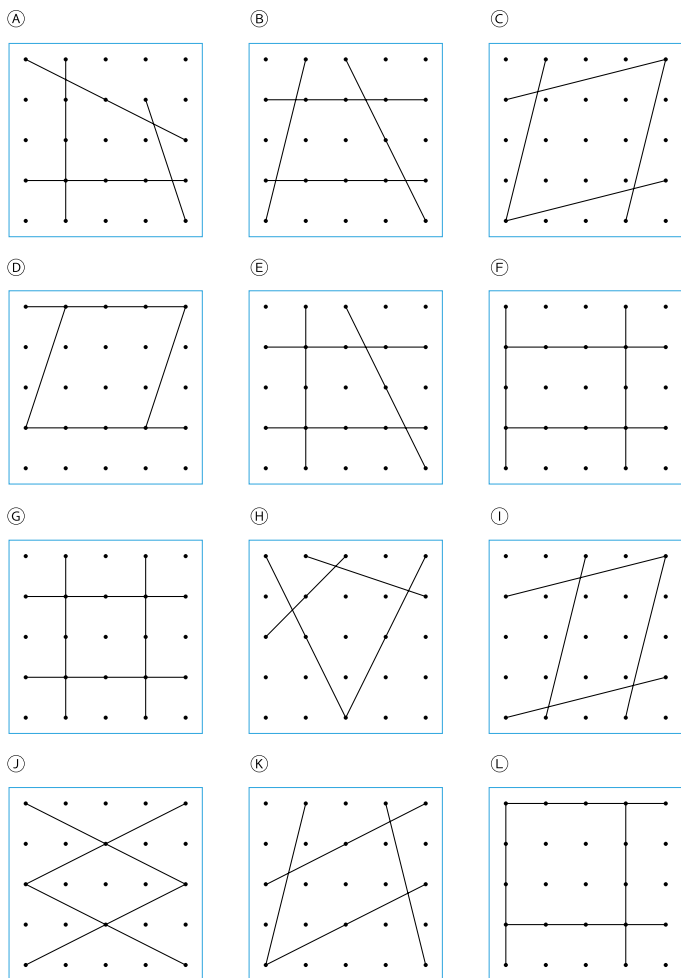 Ⓐ Ⓑ Ⓒ
Ⓓ Ⓔ Ⓕ
Ⓖ Ⓗ Ⓘ
Ⓙ Ⓚ Ⓛ